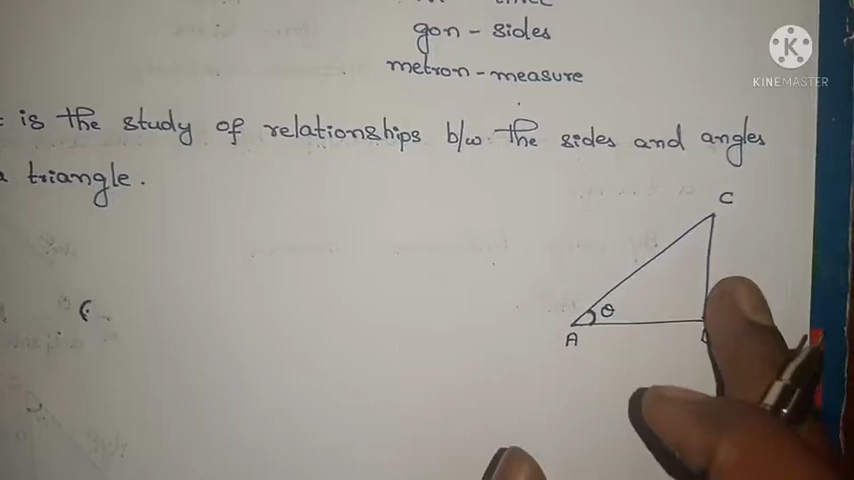 gon - sides
metron - measure
is the study of relationships b/w the sides and angles
triangle.
C
θ
A
K
KINEMASTER